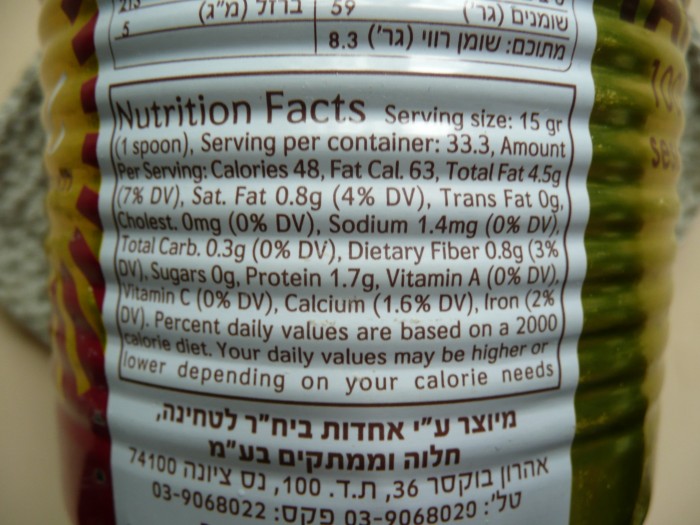 שומנים (גר') 59 ברזל (מ"ג)
מתוכם: שומן רווי (גר') 8.3 5
Nutrition Facts Serving size: 15 gr
(1 spoon), Serving per container: 33.3, Amount
Per Serving: Calories 48, Fat Cal. 63, Total Fat 4.5g
(7% DV), Sat. Fat 0.8g (4% DV), Trans Fat 0g,
Cholest. 0mg (0% DV), Sodium 1.4mg (0% DV),
Total Carb. 0.3g (0% DV), Dietary Fiber 0.8g (3%
DV), Sugars 0g, Protein 1.7g, Vitamin A (0% DV),
Vitamin C (0% DV), Calcium (1.6% DV), Iron (2%
DV). Percent daily values are based on a 2000
calorie diet. Your daily values may be higher or
lower depending on your calorie needs
מיוצר ע"י אחדות ביח"ר לטחינה,
חלוה וממתקים בע"מ
אהרון בוקסר 36, ת.ד. 100, נס ציונה 74100
טל': 03-9068020 פקס: 03-9068022